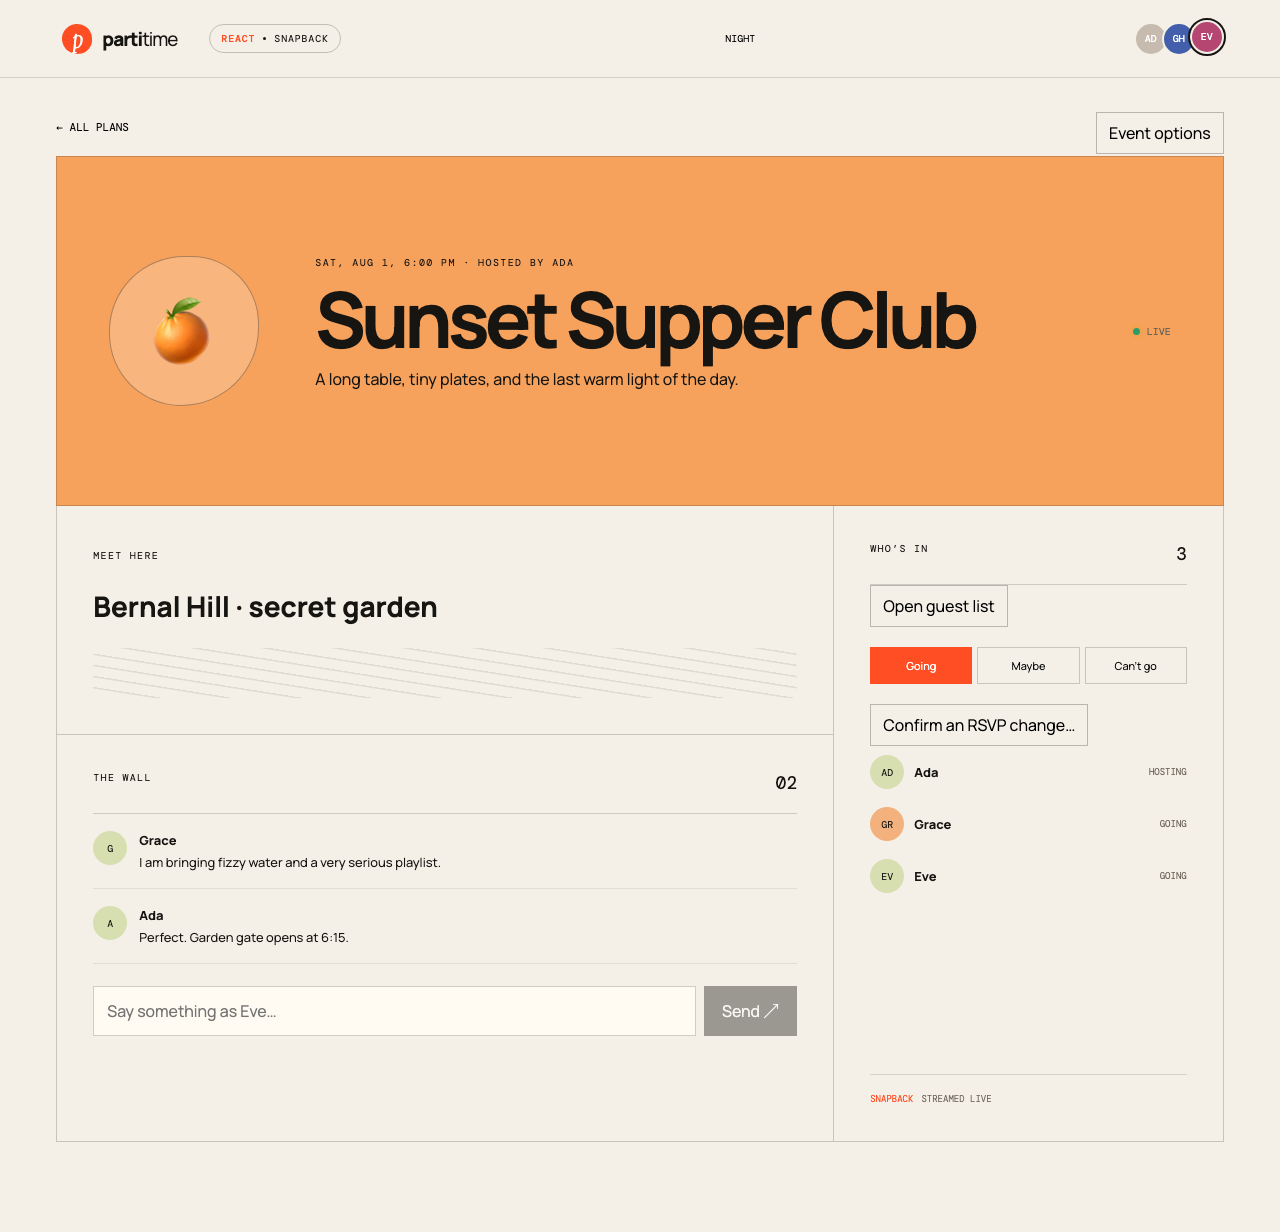 p partitime
REACT • SNAPBACK
NIGHT
AD GH EV
← ALL PLANS
Event options
SAT, AUG 1, 6:00 PM · HOSTED BY ADA
Sunset Supper Club
A long table, tiny plates, and the last warm light of the day.
LIVE
MEET HERE
Bernal Hill · secret garden
THE WALL
02
G
Grace
I am bringing fizzy water and a very serious playlist.
A
Ada
Perfect. Garden gate opens at 6:15.
Say something as Eve…
Send ↗
WHO’S IN
3
Open guest list
Going
Maybe
Can’t go
Confirm an RSVP change…
AD Ada HOSTING
GR Grace GOING
EV Eve GOING
SNAPBACK STREAMED LIVE